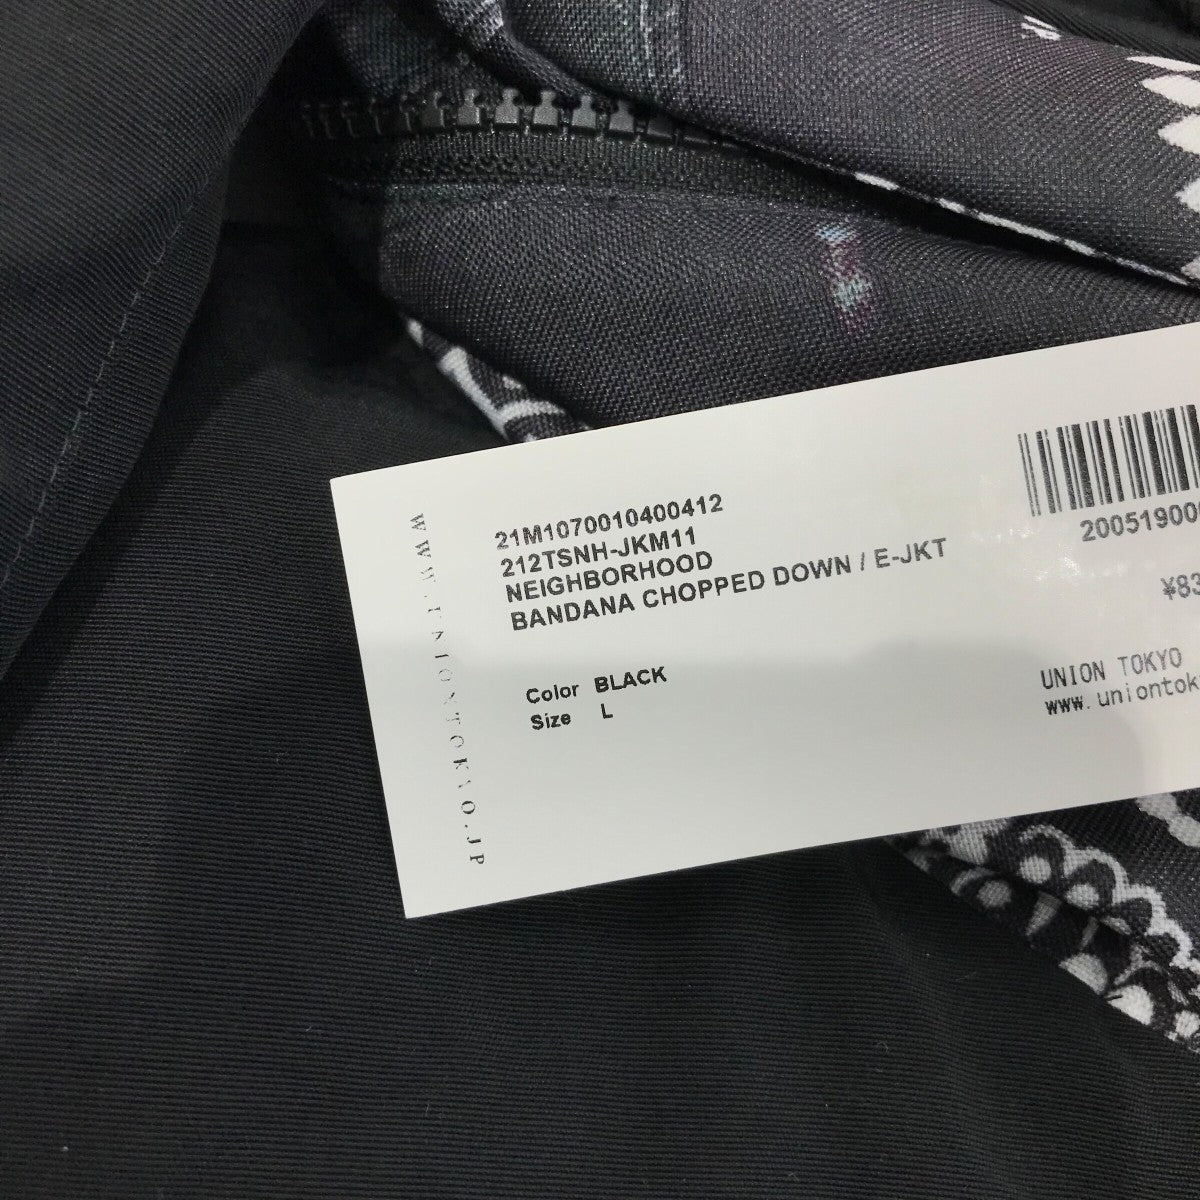 WWW.UNIONTOKYO.JP
21M1070010400412
212TSNH-JKM11
NEIGHBORHOOD
BANDANA CHOPPED DOWN / E-JKT
Color BLACK
Size L
200519000
¥83
UNION TOKYO
www.uniontok